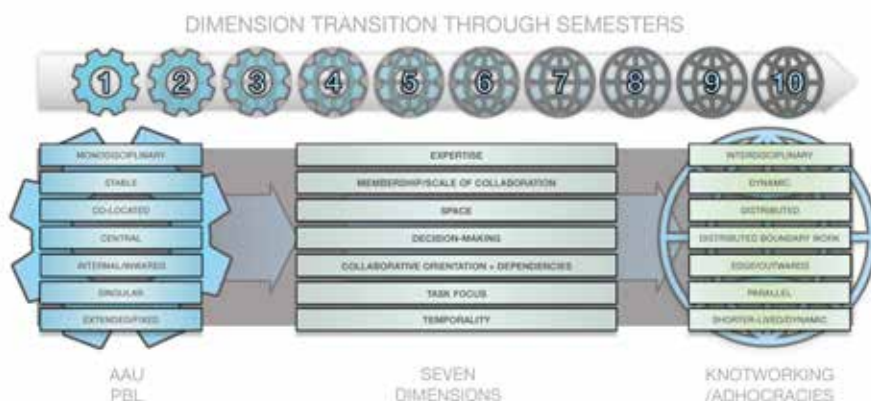 DIMENSION TRANSITION THROUGH SEMESTERS
1 2 3 4 5 6 7 8 9 10
MONODISCIPLINARY EXPERTISE INTERDISCIPLINARY
STABLE MEMBERSHIP/SCALE OF COLLABORATION DYNAMIC
CO-LOCATED SPACE DISTRIBUTED
CENTRAL DECISION-MAKING DISTRIBUTED BOUNDARY WORK
INTERNAL/INWARDS COLLABORATIVE ORIENTATION + DEPENDENCIES EDGE/OUTWARDS
SINGULAR TASK FOCUS PARALLEL
EXTENDED/FIXED TEMPORALITY SHORTER-LIVED/DYNAMIC
AAU SEVEN KNOTWORKING
PBL DIMENSIONS /ADHOCRACIES